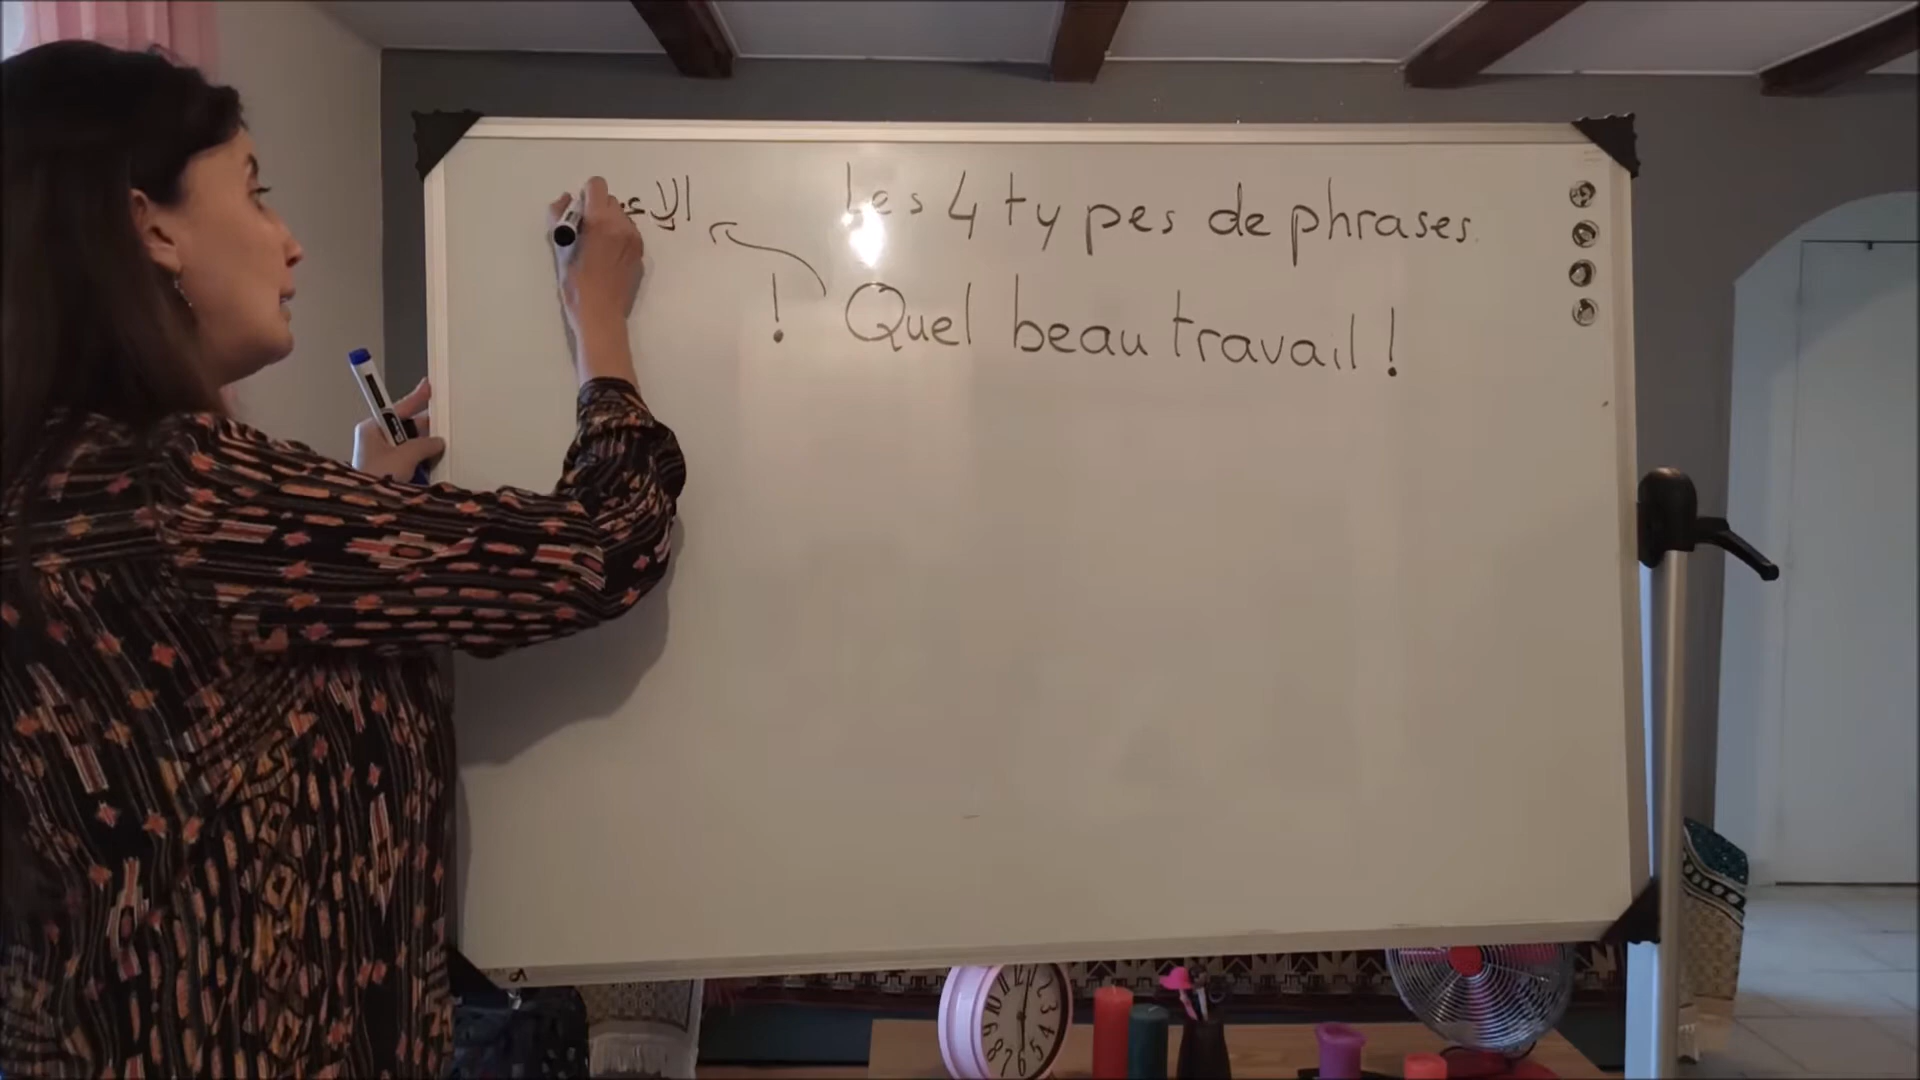 Les 4 types de phrases.
! Quel beau travail !